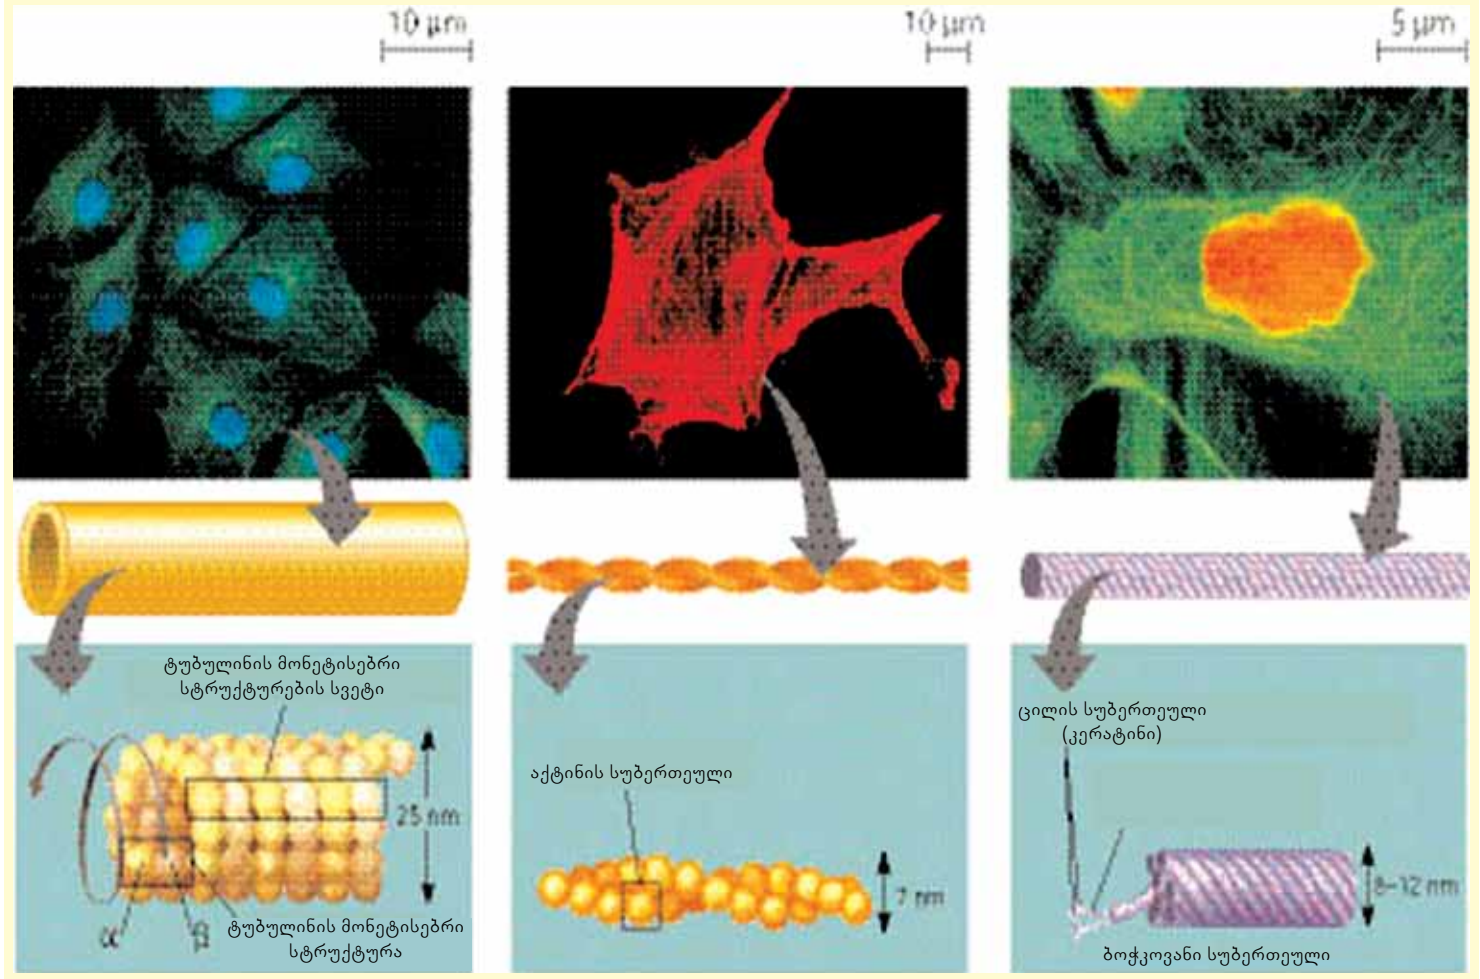 10 μm
10 μm
5 μm
ტუბულინის მონეტისებრი
სტრუქტურების სვეტი
25 nm
α
β
ტუბულინის მონეტისებრი
სტრუქტურა
აქტინის სუბერთეული
7 nm
ცილის სუბერთეული
(კერატინი)
8–12 nm
ბოჭკოვანი სუბერთეული